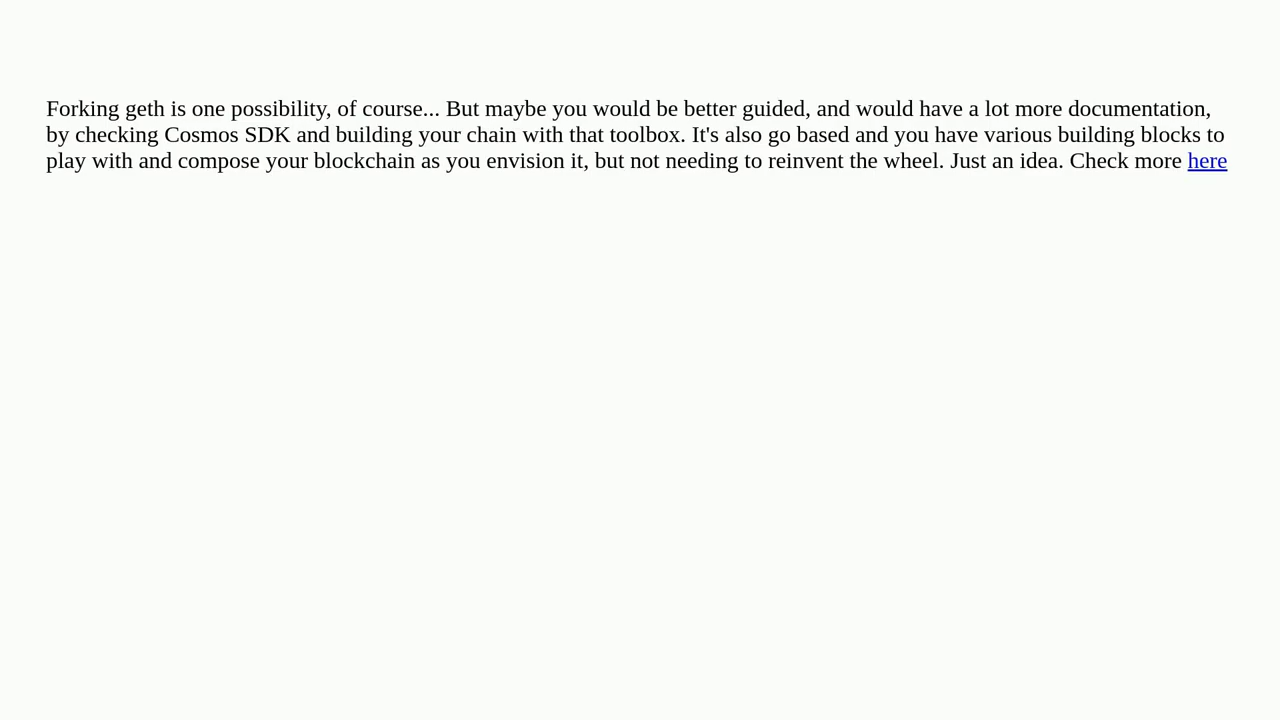 Forking geth is one possibility, of course... But maybe you would be better guided, and would have a lot more documentation,
by checking Cosmos SDK and building your chain with that toolbox. It's also go based and you have various building blocks to
play with and compose your blockchain as you envision it, but not needing to reinvent the wheel. Just an idea. Check more here